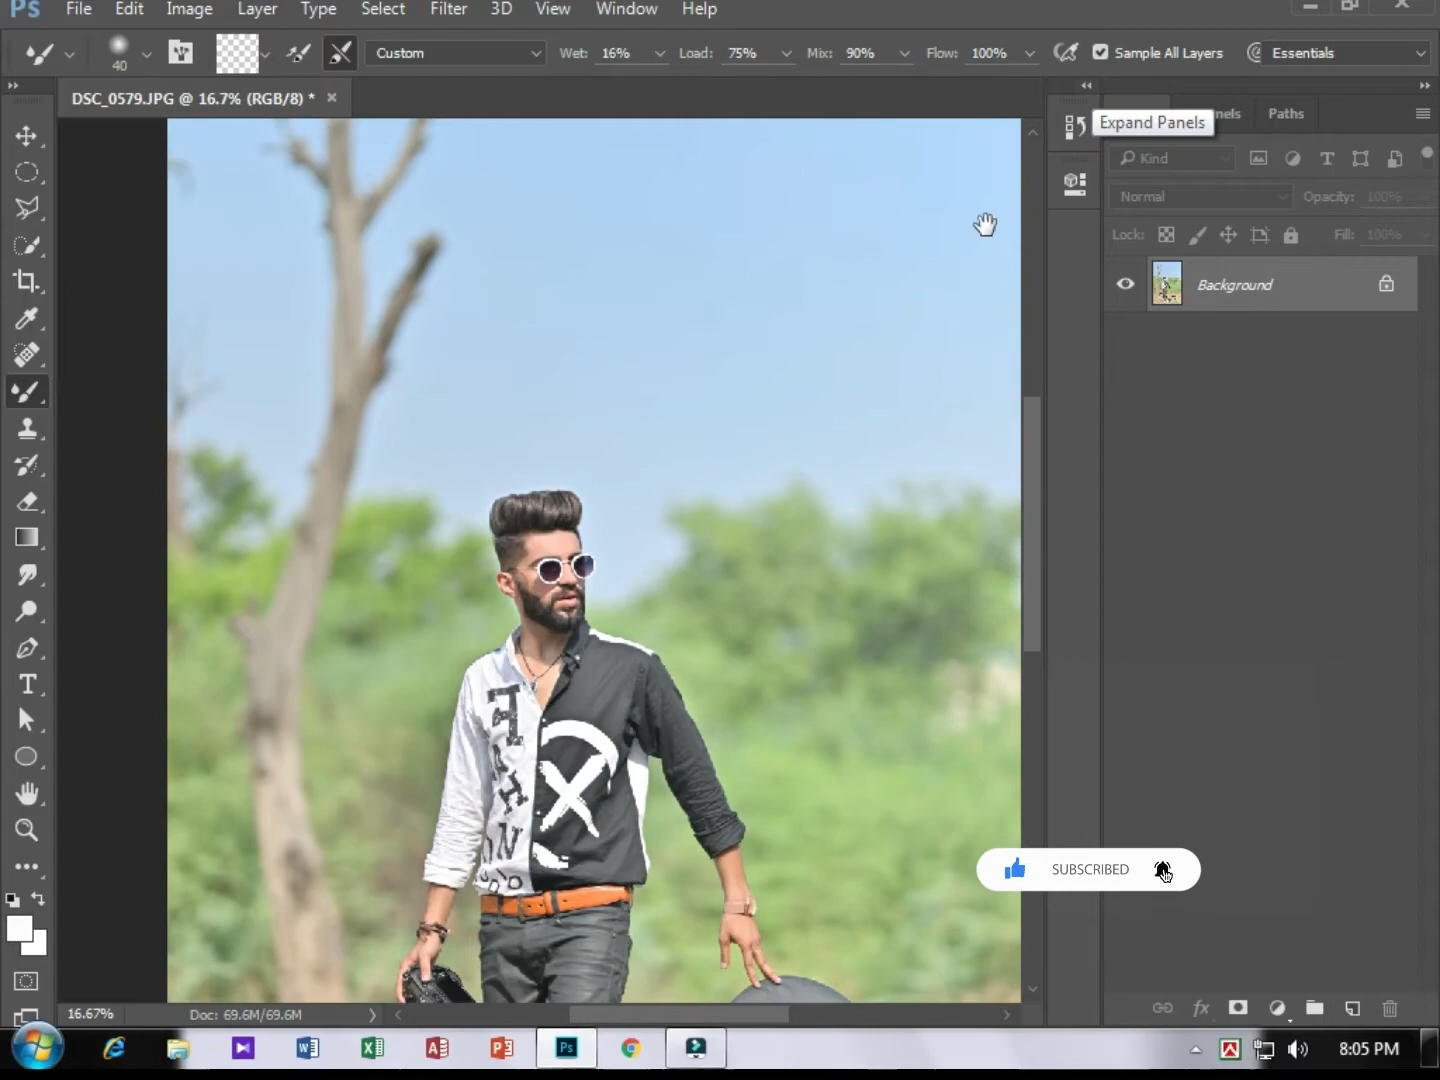 Ps File Edit Image Layer Type Select Filter 3D View Window Help
40 Custom Wet: 16% Load: 75% Mix: 90% Flow: 100% Sample All Layers Essentials
DSC_0579.JPG @ 16.7% (RGB/8) * ×
Expand Panels nels Paths
Kind
Normal Opacity: 100%
Lock: Fill: 100%
Background
SUBSCRIBED
16.67% Doc: 69.6M/69.6M
Ps
8:05 PM